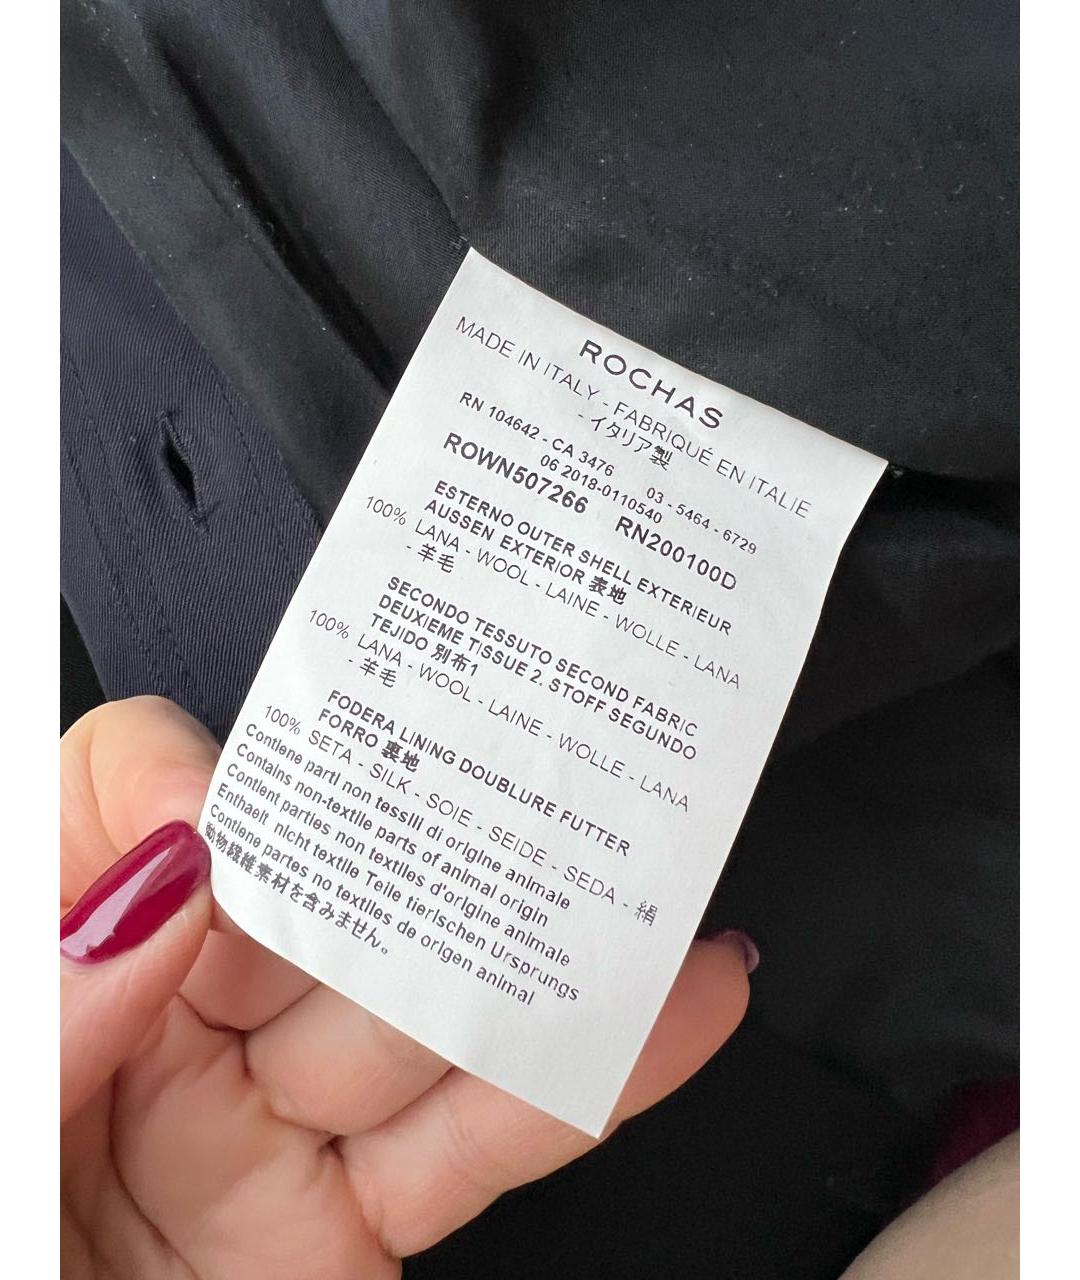 ROCHAS
MADE IN ITALY - FABRIQUÉ EN ITALIE
- イタリア製
RN 104642 - CA 3476 03 - 5464 - 6729
06 2018-0110540
ROWN507266 RN200100D
ESTERNO OUTER SHELL EXTERIEUR
AUSSEN EXTERIOR 表地
100% LANA - WOOL - LAINE - WOLLE - LANA
- 羊毛
SECONDO TESSUTO SECOND FABRIC
DEUXIEME TISSUE 2. STOFF SEGUNDO
TEJIDO 別布1
100% LANA - WOOL - LAINE - WOLLE - LANA
- 羊毛
FODERA LINING DOUBLURE FUTTER
FORRO 裏地
100% SETA - SILK - SOIE - SEIDE - SEDA - 絹
Contiene parti non tessili di origine animale
Contains non-textile parts of animal origin
Contient parties non textiles d'origine animale
Enthaelt nicht textile Teile tierischen Ursprungs
Contiene partes no textiles de origen animal
動物繊維素材を含みません。